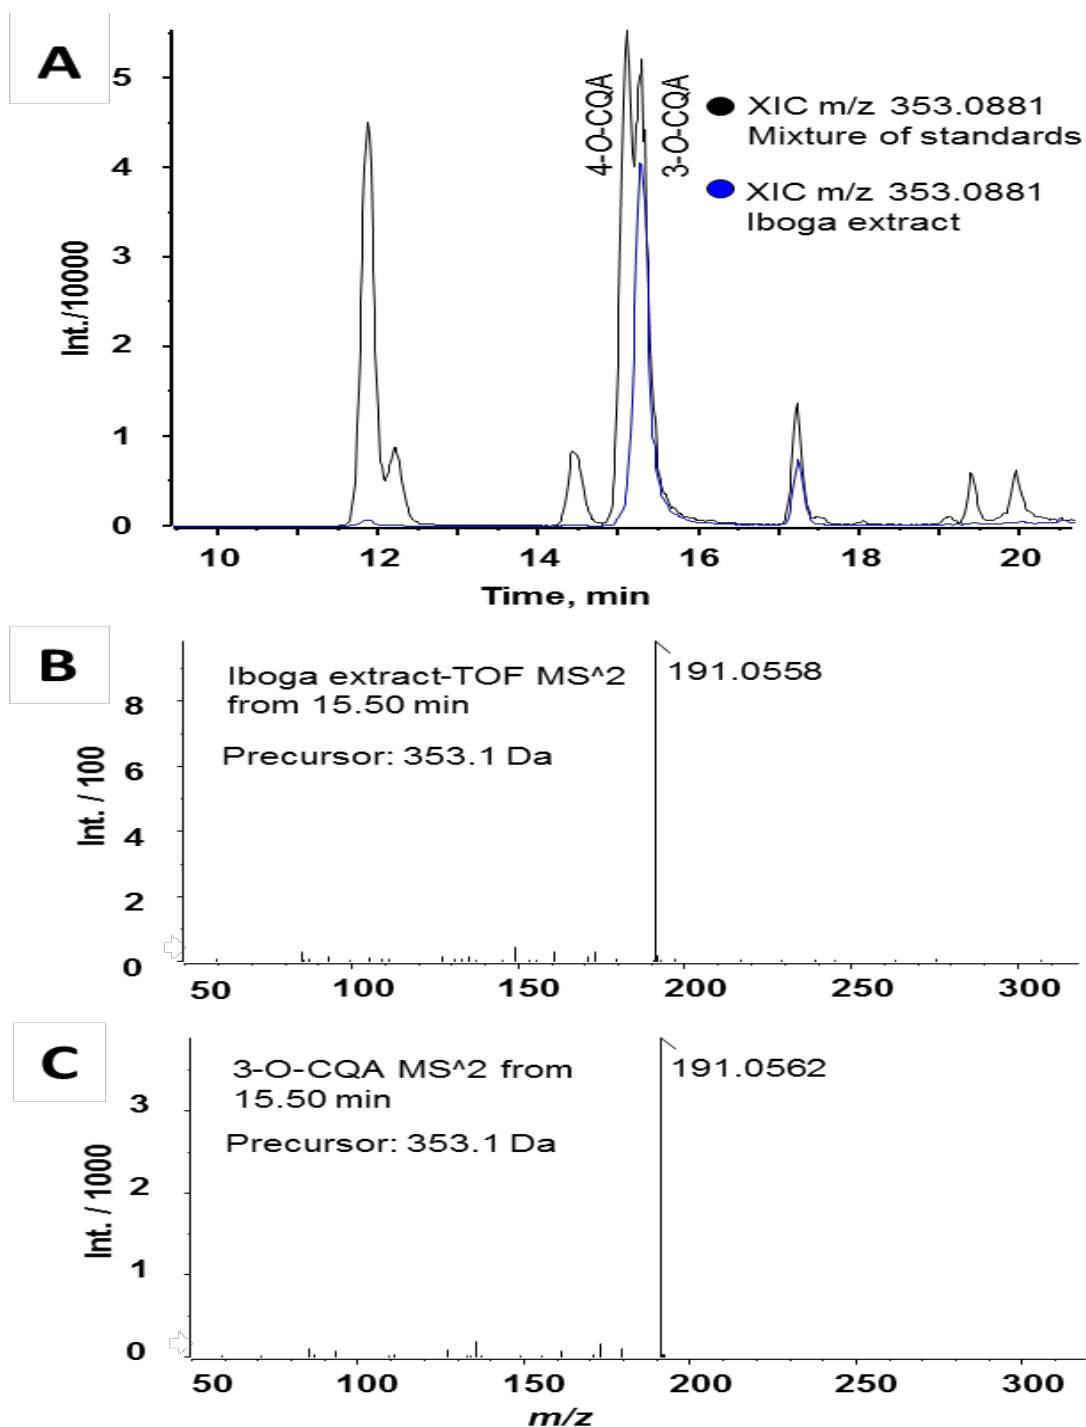 A
Int./10000
5
4
3
2
1
0
4-O-CQA
3-O-CQA
XIC m/z 353.0881
Mixture of standards
XIC m/z 353.0881
Iboga extract
10 12 14 16 18 20
Time, min
B
Int. / 100
8
6
4
2
0
Iboga extract-TOF MS^2
from 15.50 min
Precursor: 353.1 Da
191.0558
50 100 150 200 250 300
C
Int. / 1000
3
2
1
0
3-O-CQA MS^2 from
15.50 min
Precursor: 353.1 Da
191.0562
50 100 150 200 250 300
m/z